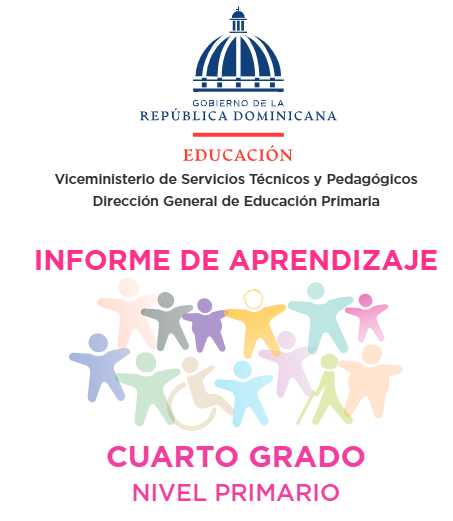 GOBIERNO DE LA
REPÚBLICA DOMINICANA
EDUCACIÓN
Viceministerio de Servicios Técnicos y Pedagógicos
Dirección General de Educación Primaria
INFORME DE APRENDIZAJE
CUARTO GRADO
NIVEL PRIMARIO